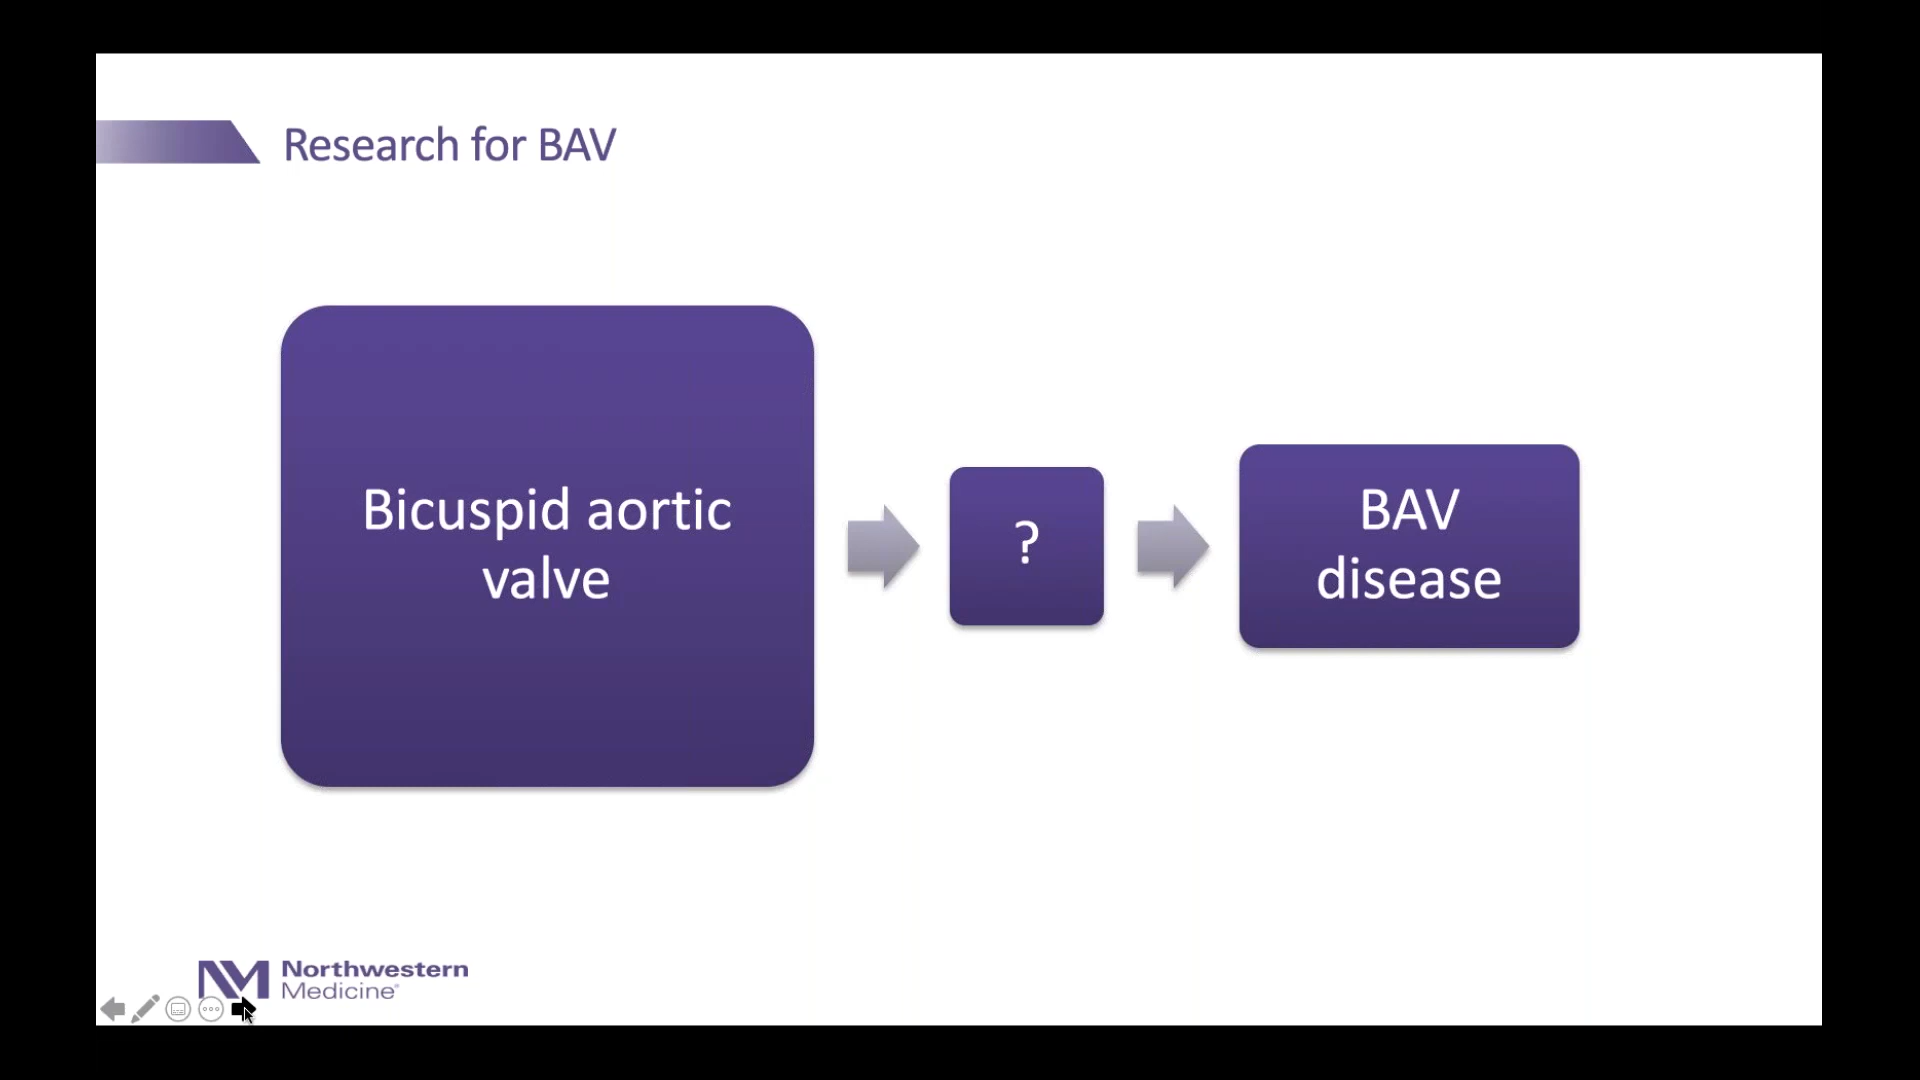 Research for BAV
Bicuspid aortic
valve
?
BAV
disease
Northwestern
Medicine®